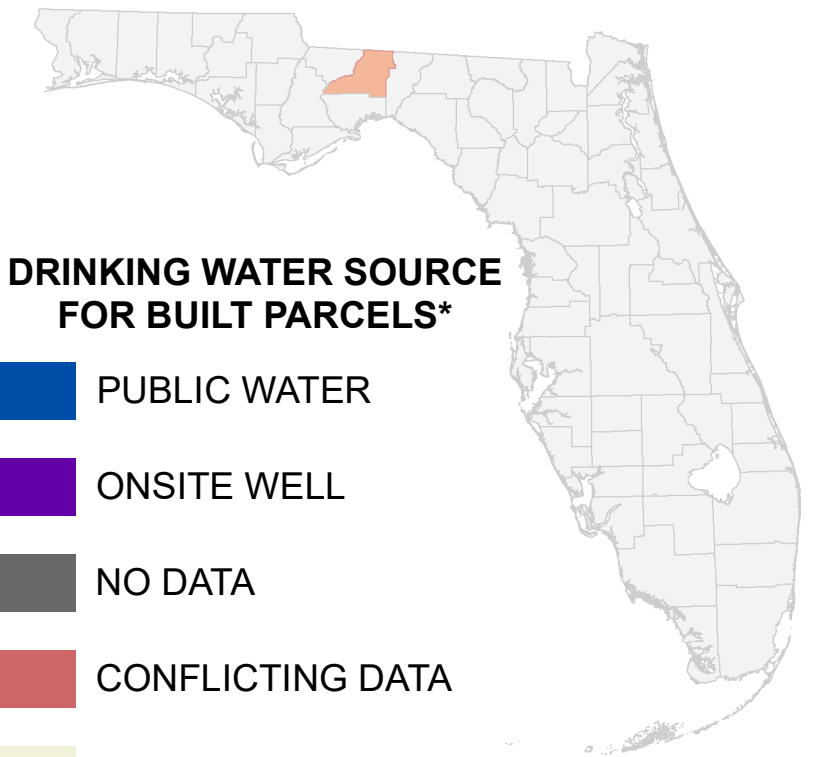 DRINKING WATER SOURCE
FOR BUILT PARCELS*
PUBLIC WATER
ONSITE WELL
NO DATA
CONFLICTING DATA